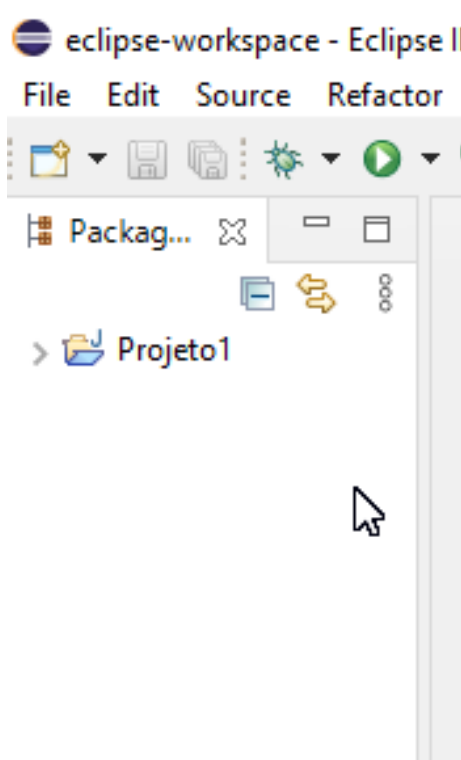 eclipse-workspace - Eclipse I
File Edit Source Refactor
Packag...
Projeto1